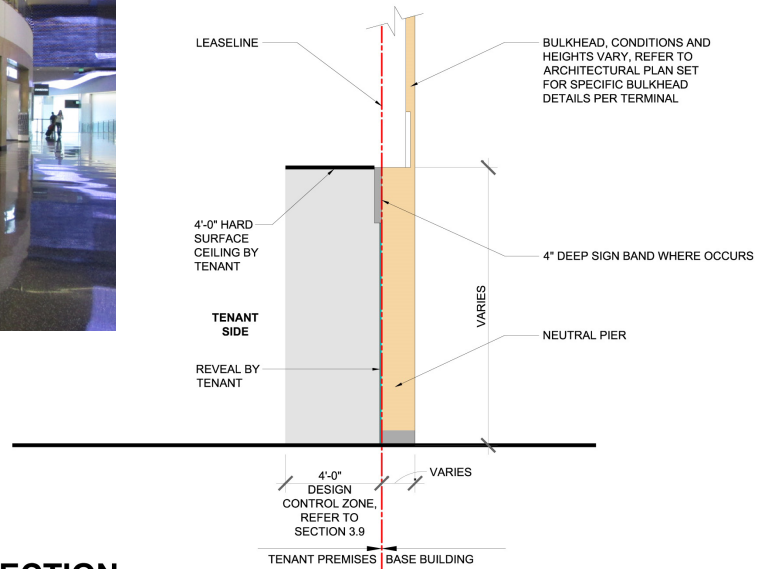 LEASELINE
BULKHEAD, CONDITIONS AND
HEIGHTS VARY, REFER TO
ARCHITECTURAL PLAN SET
FOR SPECIFIC BULKHEAD
DETAILS PER TERMINAL
4'-0" HARD
SURFACE
CEILING BY
TENANT
4" DEEP SIGN BAND WHERE OCCURS
TENANT
SIDE
VARIES
NEUTRAL PIER
REVEAL BY
TENANT
4'-0"
DESIGN
CONTROL ZONE,
REFER TO
SECTION 3.9
VARIES
TENANT PREMISES
BASE BUILDING